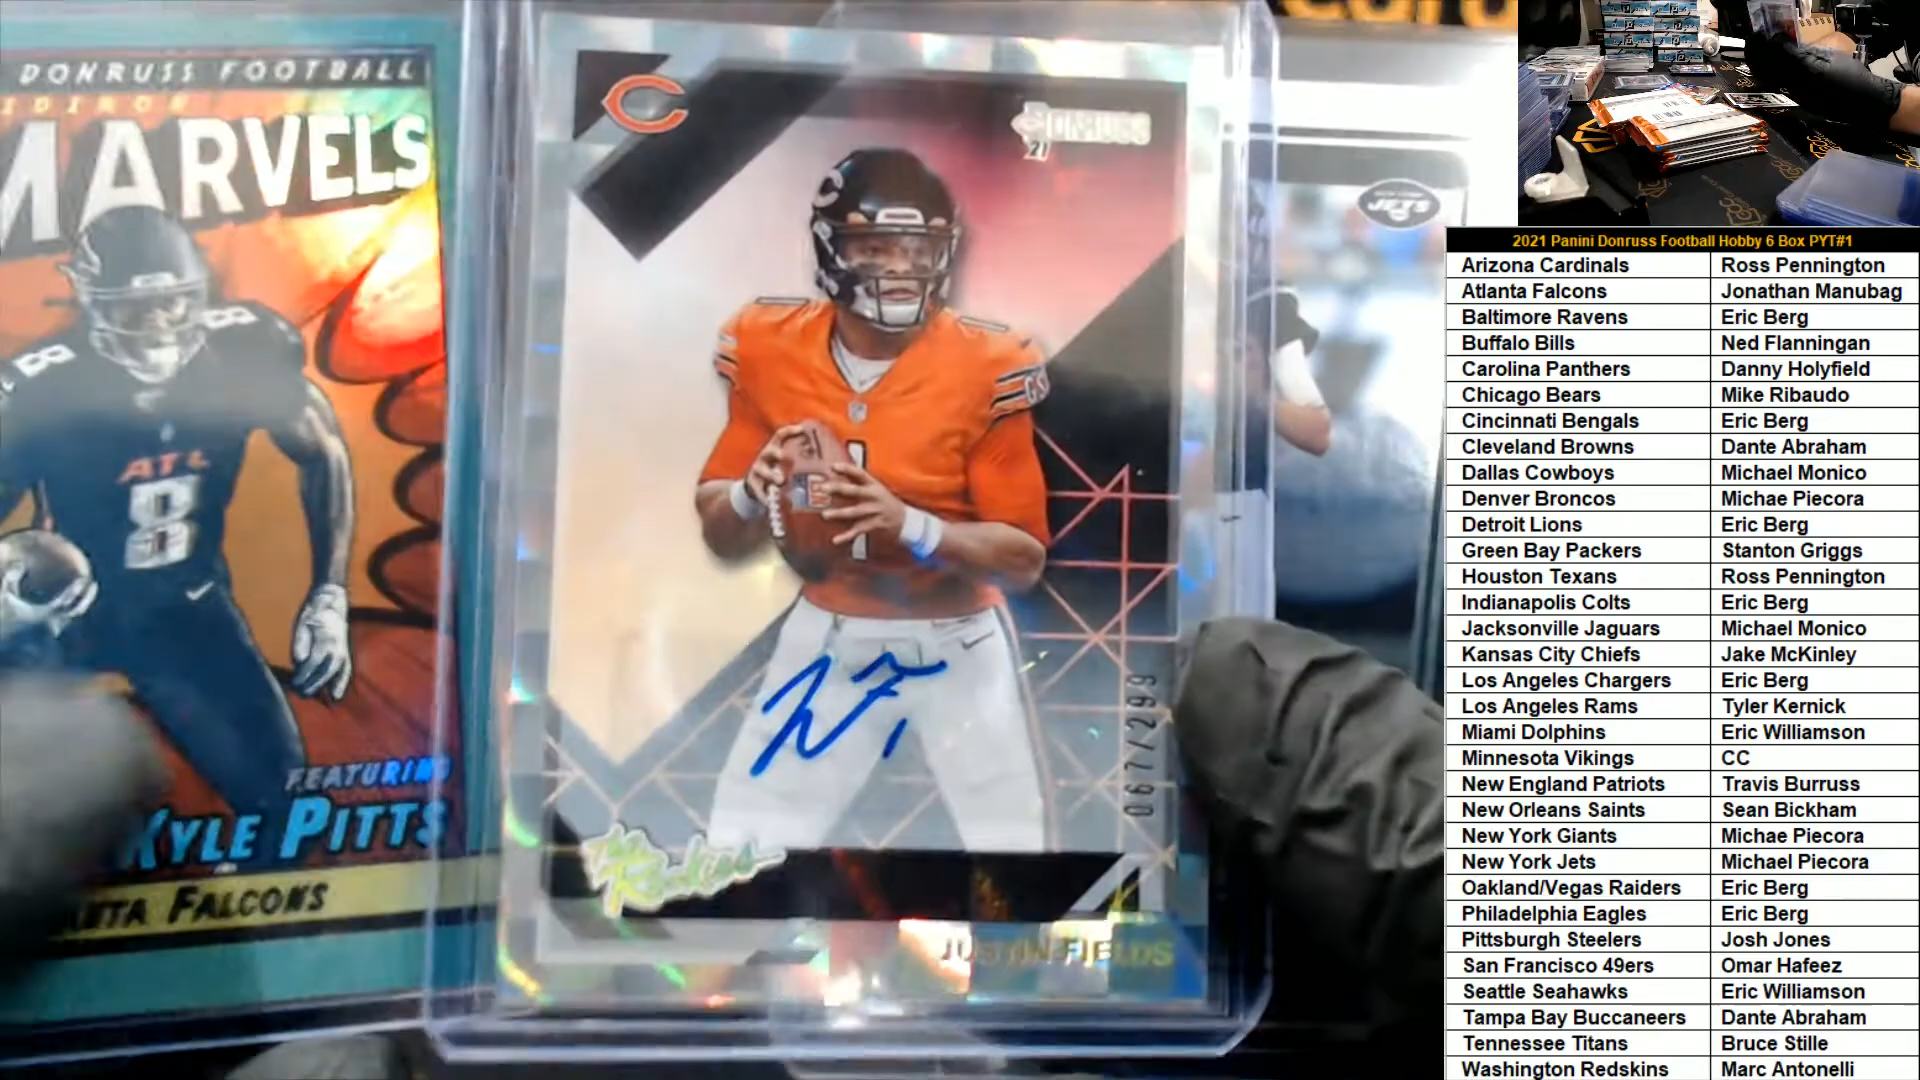 DONRUSS FOOTBALL
MARVELS
ATL
8
8
8
FEATURING
KYLE PITTS
FALCONS
DONRUSS
21
1
GSH
067/299
The Rookies
JUSTIN FIELDS
JETS
2021 Panini Donruss Football Hobby 6 Box PYT#1
Arizona Cardinals Ross Pennington
Atlanta Falcons Jonathan Manubag
Baltimore Ravens Eric Berg
Buffalo Bills Ned Flanningan
Carolina Panthers Danny Holyfield
Chicago Bears Mike Ribaudo
Cincinnati Bengals Eric Berg
Cleveland Browns Dante Abraham
Dallas Cowboys Michael Monico
Denver Broncos Michae Piecora
Detroit Lions Eric Berg
Green Bay Packers Stanton Griggs
Houston Texans Ross Pennington
Indianapolis Colts Eric Berg
Jacksonville Jaguars Michael Monico
Kansas City Chiefs Jake McKinley
Los Angeles Chargers Eric Berg
Los Angeles Rams Tyler Kernick
Miami Dolphins Eric Williamson
Minnesota Vikings CC
New England Patriots Travis Burruss
New Orleans Saints Sean Bickham
New York Giants Michae Piecora
New York Jets Michael Piecora
Oakland/Vegas Raiders Eric Berg
Philadelphia Eagles Eric Berg
Pittsburgh Steelers Josh Jones
San Francisco 49ers Omar Hafeez
Seattle Seahawks Eric Williamson
Tampa Bay Buccaneers Dante Abraham
Tennessee Titans Bruce Stille
Washington Redskins Marc Antonelli